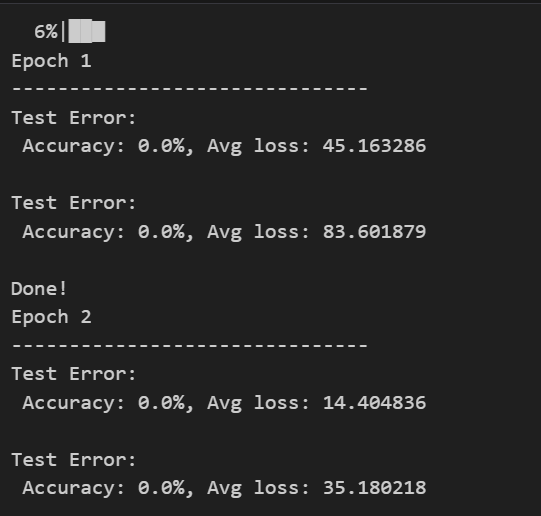 6%|███
Epoch 1
-------------------------------
Test Error:
Accuracy: 0.0%, Avg loss: 45.163286
Test Error:
Accuracy: 0.0%, Avg loss: 83.601879
Done!
Epoch 2
-------------------------------
Test Error:
Accuracy: 0.0%, Avg loss: 14.404836
Test Error:
Accuracy: 0.0%, Avg loss: 35.180218